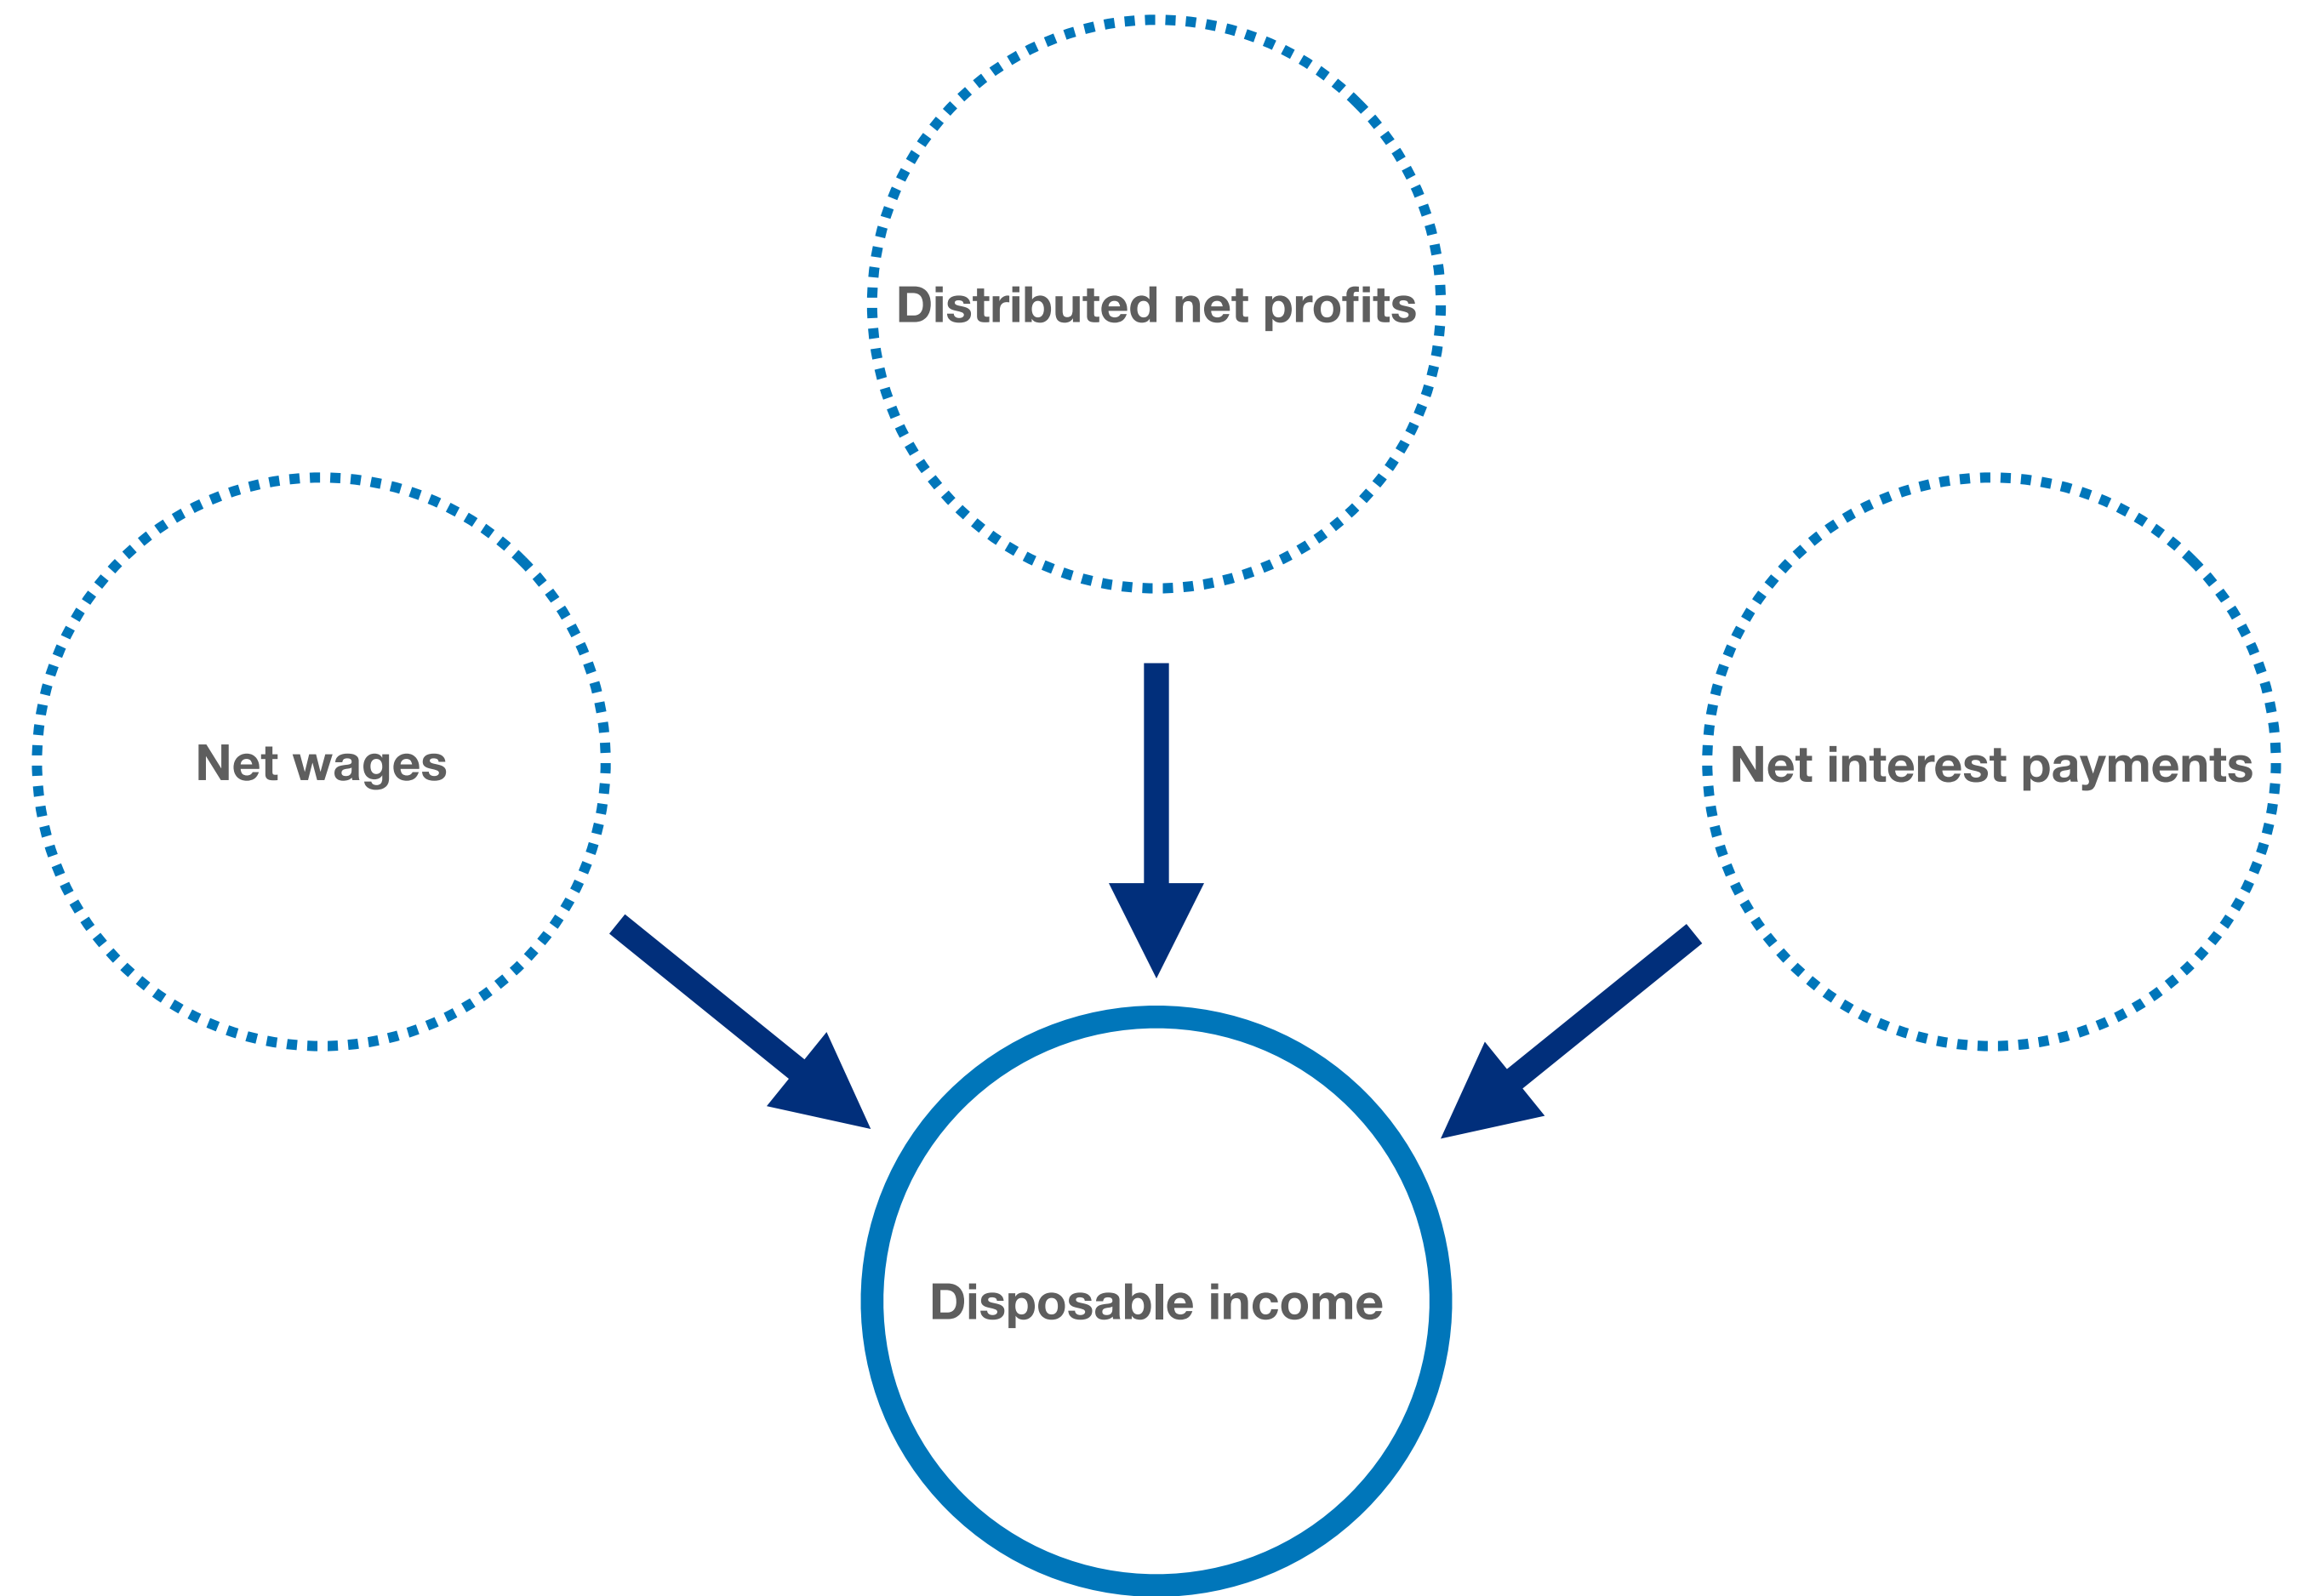 Distributed net profits
Net wages
Net interest payments
Disposable income